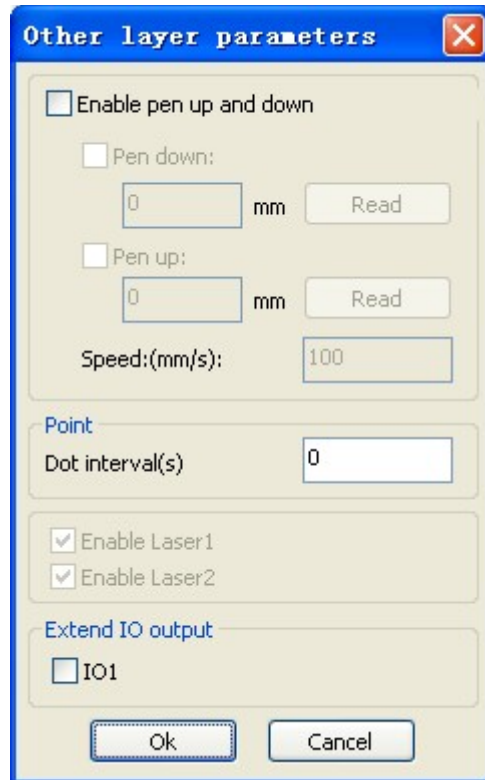 Other layer parameters
Enable pen up and down
Pen down:
0 mm Read
Pen up:
0 mm Read
Speed:(mm/s): 100
Point
Dot interval(s) 0
Enable Laser1
Enable Laser2
Extend IO output
IO1
Ok Cancel